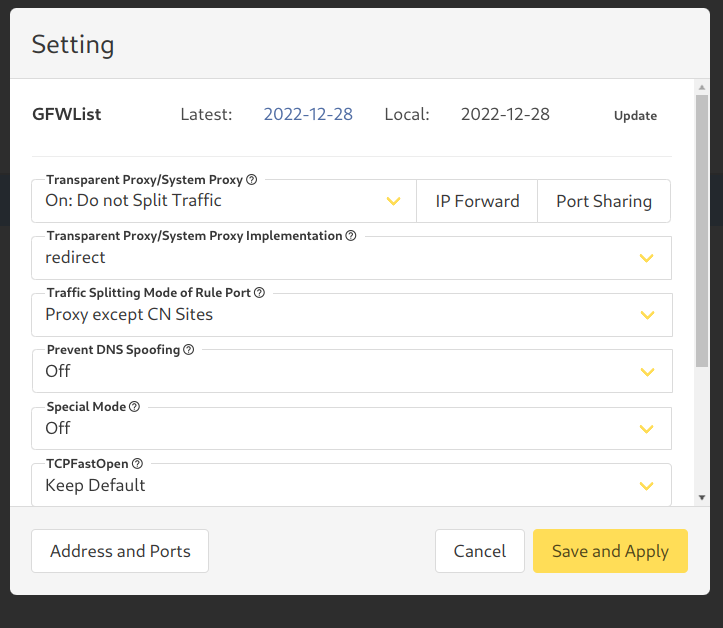 Setting
GFWList Latest: 2022-12-28 Local: 2022-12-28 Update
Transparent Proxy/System Proxy
On: Do not Split Traffic IP Forward Port Sharing
Transparent Proxy/System Proxy Implementation
redirect
Traffic Splitting Mode of Rule Port
Proxy except CN Sites
Prevent DNS Spoofing
Off
Special Mode
Off
TCPFastOpen
Keep Default
Address and Ports Cancel Save and Apply